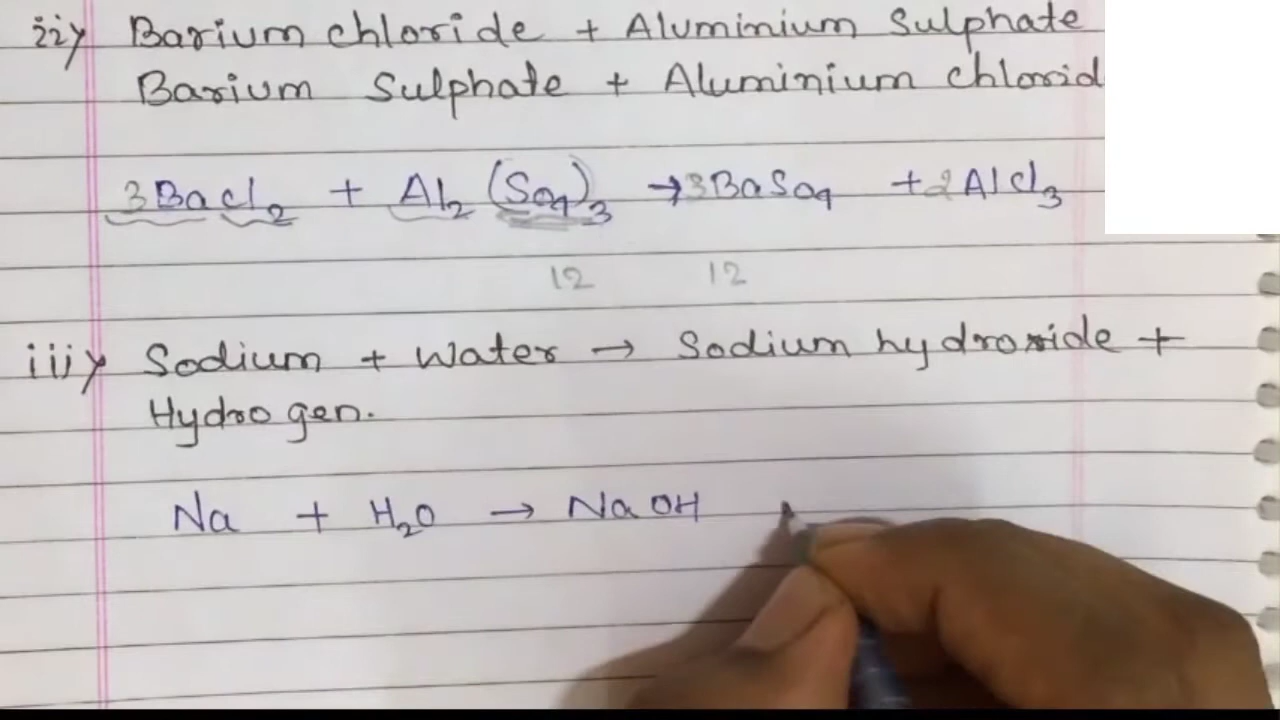 ii) Barium chloride + Aluminium Sulphate
Barium Sulphate + Aluminium chlorid
3Bacl2 + Al2 (So4)3 → 3BaSo4 + 2Alcl3
12 12
iii) Sodium + Water → Sodium hydroxide +
Hydrogen.
Na + H2O → NaOH